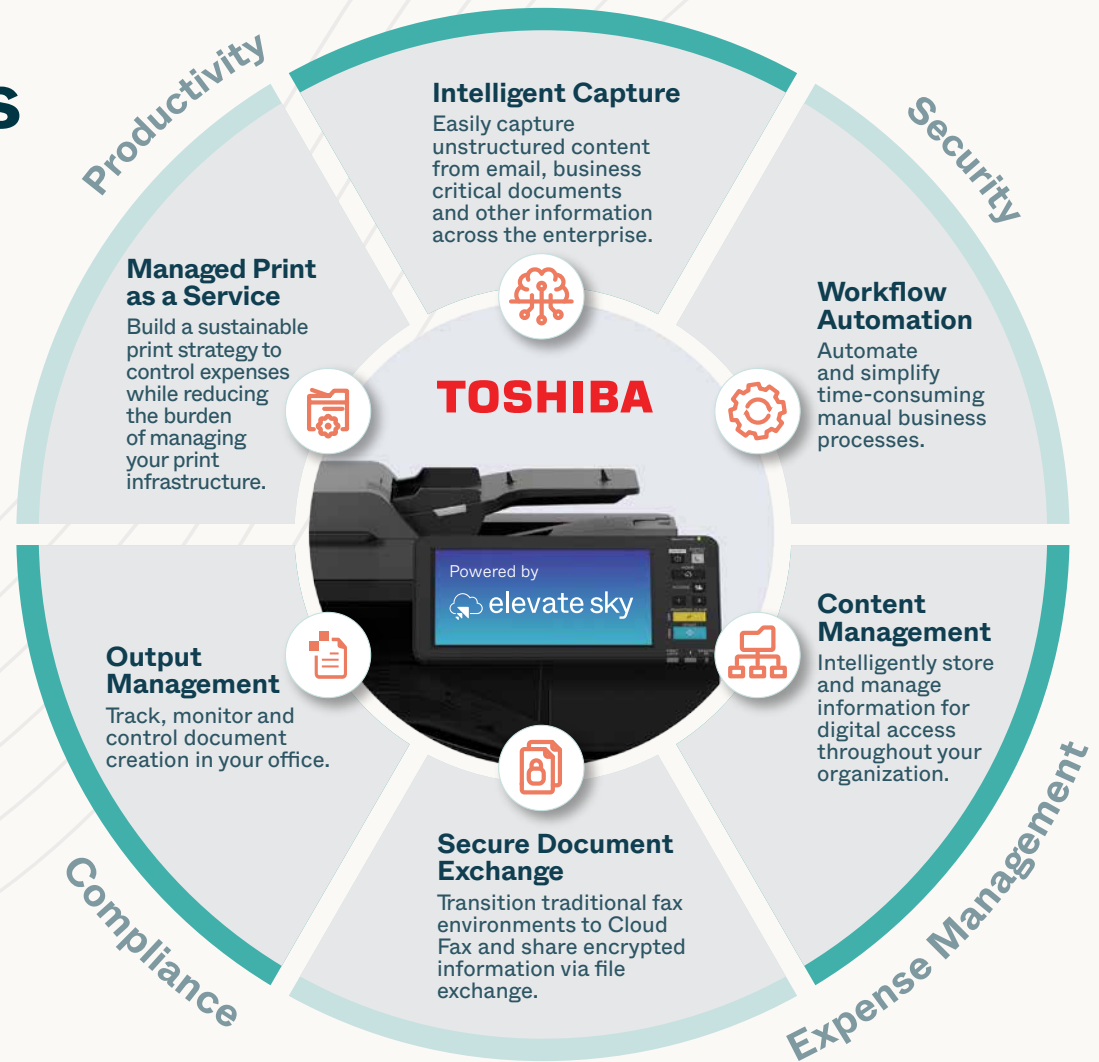 s
Productivity
Security
Intelligent Capture
Easily capture
unstructured content
from email, business
critical documents
and other information
across the enterprise.
Managed Print
as a Service
Build a sustainable
print strategy to
control expenses
while reducing
the burden
of managing
your print
infrastructure.
Workflow
Automation
Automate
and simplify
time-consuming
manual business
processes.
TOSHIBA
Powered by
elevate sky
Output
Management
Track, monitor and
control document
creation in your office.
Content
Management
Intelligently store
and manage
information for
digital access
throughout your
organization.
Secure Document
Exchange
Transition traditional fax
environments to Cloud
Fax and share encrypted
information via file
exchange.
Compliance
Expense Management